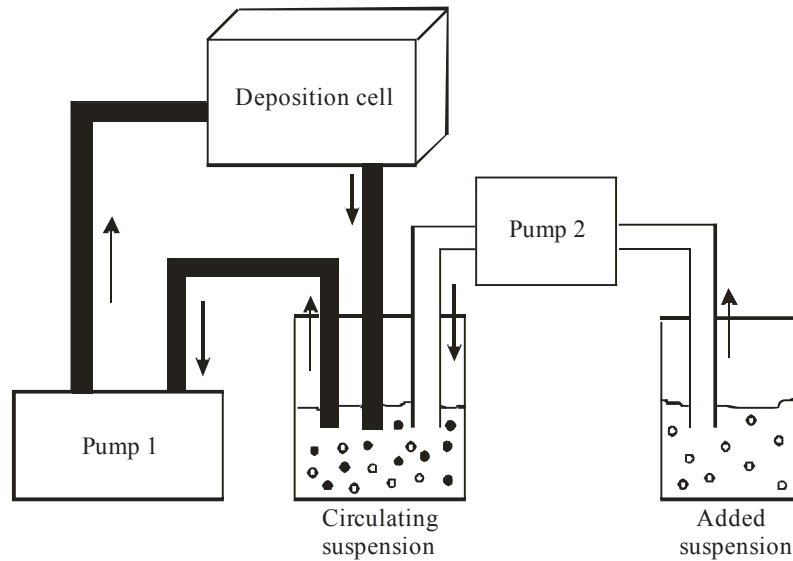 Deposition cell
Pump 2
Pump 1
Circulating
suspension
Added
suspension